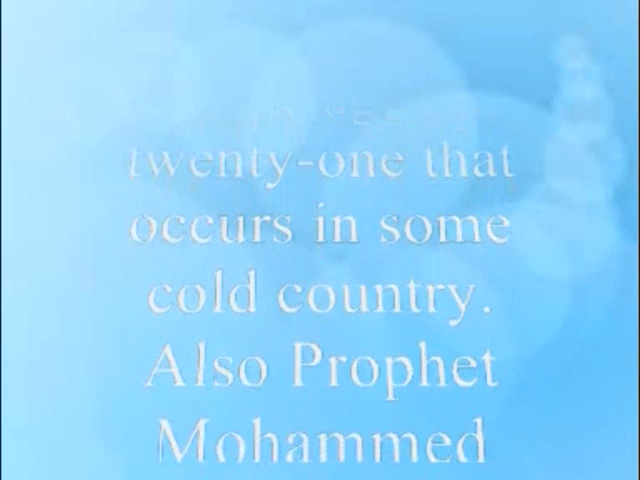 twenty-one that
occurs in some
cold country.
Also Prophet
Mohammed